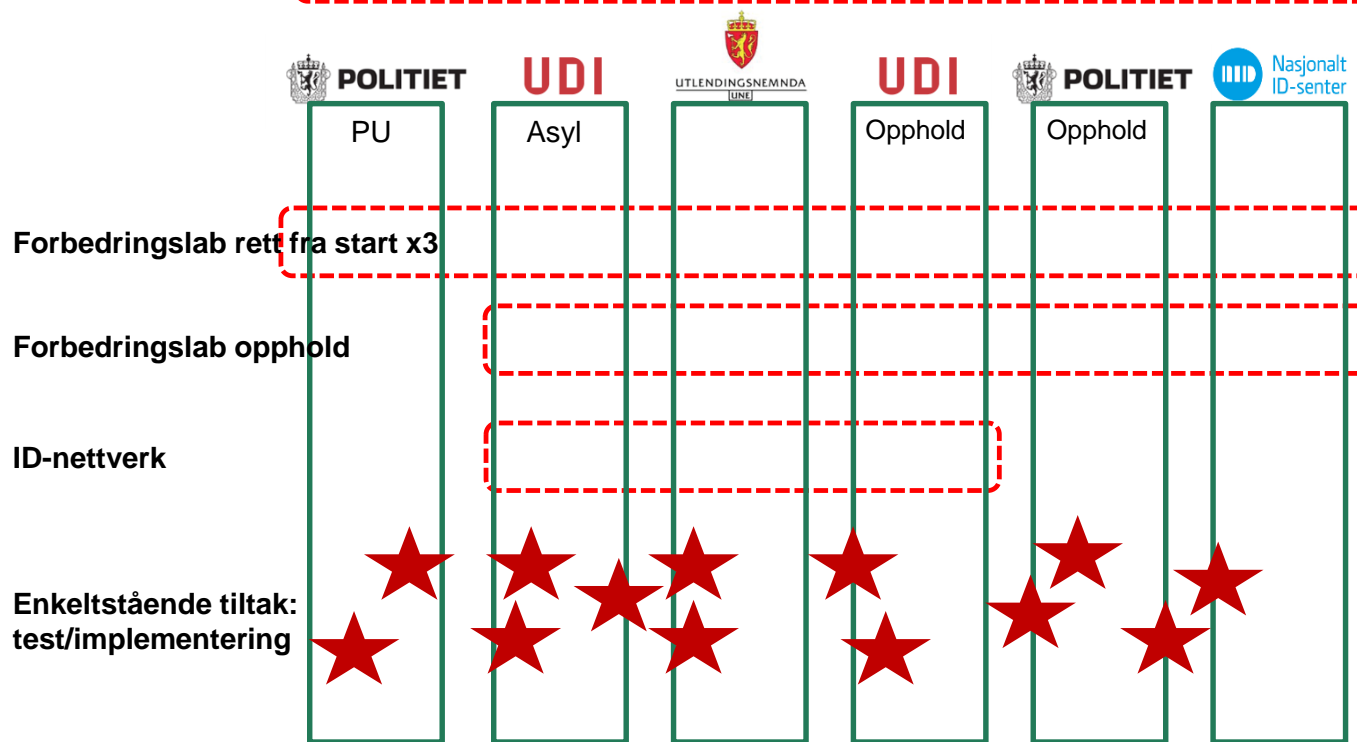 POLITIET
UDI
UTLENDINGSNEMNDA
UNE
UDI
POLITIET
Nasjonalt
ID-senter
PU
Asyl
Opphold
Opphold
Forbedringslab rett fra start x3
Forbedringslab opphold
ID-nettverk
Enkeltstående tiltak:
test/implementering